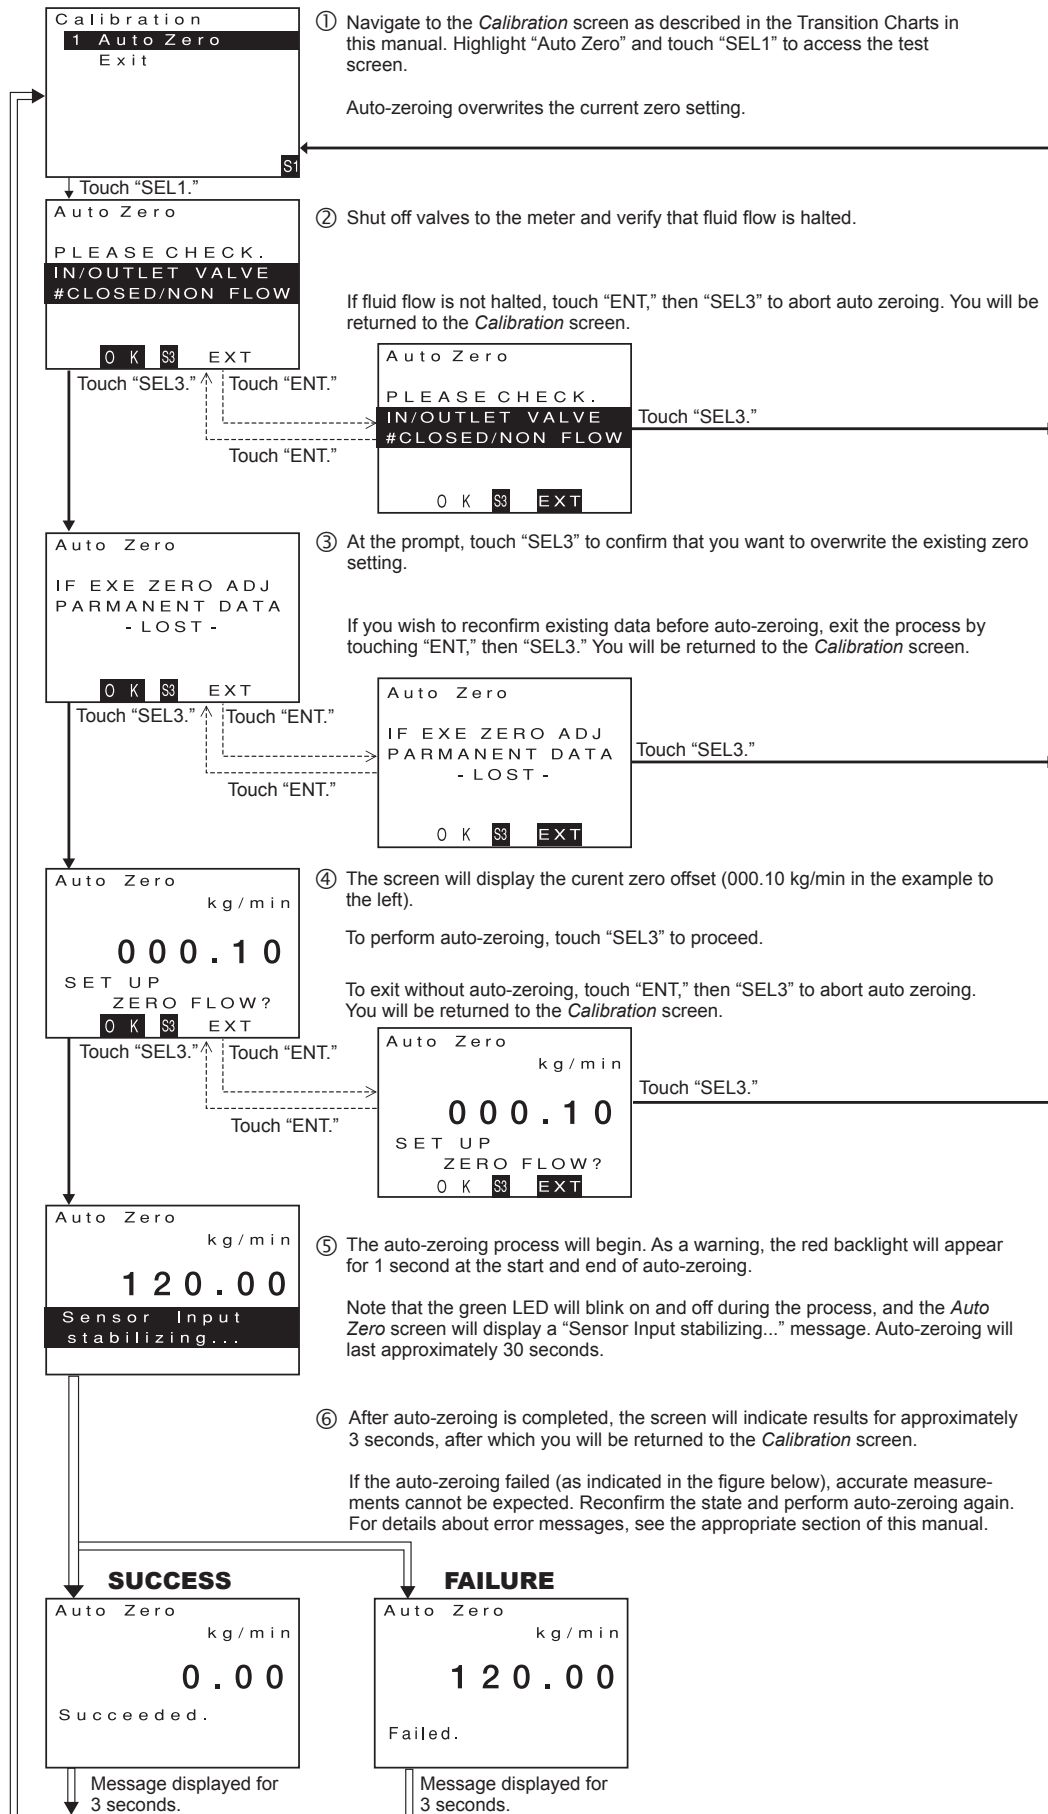 Calibration
1 Auto Zero
Exit
S1
① Navigate to the Calibration screen as described in the Transition Charts in
this manual. Highlight “Auto Zero” and touch “SEL1” to access the test
screen.
Auto-zeroing overwrites the current zero setting.
Touch “SEL1.”
Auto Zero
PLEASE CHECK.
IN/OUTLET VALVE
#CLOSED/NON FLOW
O K S3 EXT
② Shut off valves to the meter and verify that fluid flow is halted.
If fluid flow is not halted, touch “ENT,” then “SEL3” to abort auto zeroing. You will be
returned to the Calibration screen.
Touch “SEL3.”
Touch “ENT.”
Touch “ENT.”
Auto Zero
PLEASE CHECK.
IN/OUTLET VALVE
#CLOSED/NON FLOW
O K S3 EXT
Touch “SEL3.”
Auto Zero
IF EXE ZERO ADJ
PARMANENT DATA
- LOST -
O K S3 EXT
③ At the prompt, touch “SEL3” to confirm that you want to overwrite the existing zero
setting.
If you wish to reconfirm existing data before auto-zeroing, exit the process by
touching “ENT,” then “SEL3.” You will be returned to the Calibration screen.
Touch “SEL3.”
Touch “ENT.”
Touch “ENT.”
Auto Zero
IF EXE ZERO ADJ
PARMANENT DATA
- LOST -
O K S3 EXT
Touch “SEL3.”
Auto Zero
kg/min
000.10
SET UP
ZERO FLOW?
O K S3 EXT
④ The screen will display the curent zero offset (000.10 kg/min in the example to
the left).
To perform auto-zeroing, touch “SEL3” to proceed.
To exit without auto-zeroing, touch “ENT,” then “SEL3” to abort auto zeroing.
You will be returned to the Calibration screen.
Touch “SEL3.”
Touch “ENT.”
Touch “ENT.”
Auto Zero
kg/min
000.10
SET UP
ZERO FLOW?
O K S3 EXT
Touch “SEL3.”
Auto Zero
kg/min
120.00
Sensor Input
stabilizing...
⑤ The auto-zeroing process will begin. As a warning, the red backlight will appear
for 1 second at the start and end of auto-zeroing.
Note that the green LED will blink on and off during the process, and the Auto
Zero screen will display a “Sensor Input stabilizing...” message. Auto-zeroing will
last approximately 30 seconds.
⑥ After auto-zeroing is completed, the screen will indicate results for approximately
3 seconds, after which you will be returned to the Calibration screen.
If the auto-zeroing failed (as indicated in the figure below), accurate measure-
ments cannot be expected. Reconfirm the state and perform auto-zeroing again.
For details about error messages, see the appropriate section of this manual.
SUCCESS
Auto Zero
kg/min
0.00
Succeeded.
Message displayed for
3 seconds.
FAILURE
Auto Zero
kg/min
120.00
Failed.
Message displayed for
3 seconds.